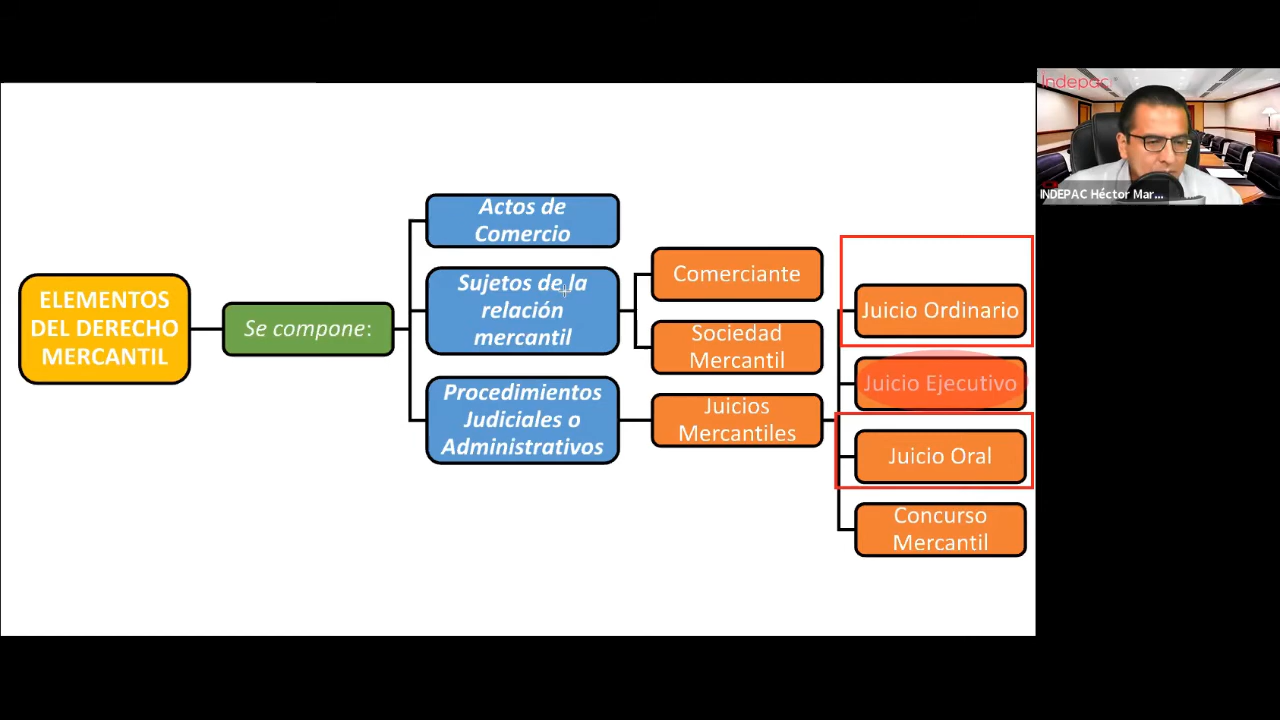 ELEMENTOS
DEL DERECHO
MERCANTIL
Se compone:
Actos de
Comercio
Sujetos de la
relación
mercantil
Procedimientos
Judiciales o
Administrativos
Comerciante
Sociedad
Mercantil
Juicios
Mercantiles
Juicio Ordinario
Juicio Ejecutivo
Juicio Oral
Concurso
Mercantil
Indepac
INDEPAC Héctor Mar...